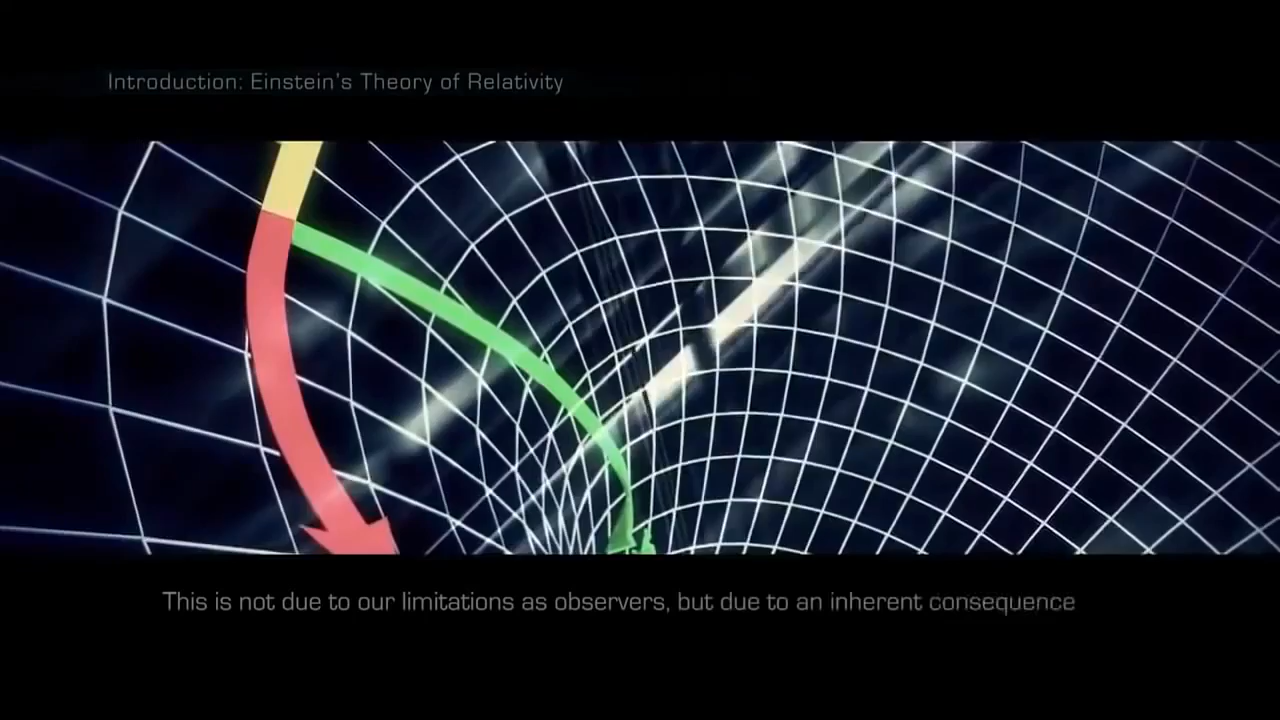 Introduction: Einstein's Theory of Relativity
This is not due to our limitations as observers, but due to an inherent consequence